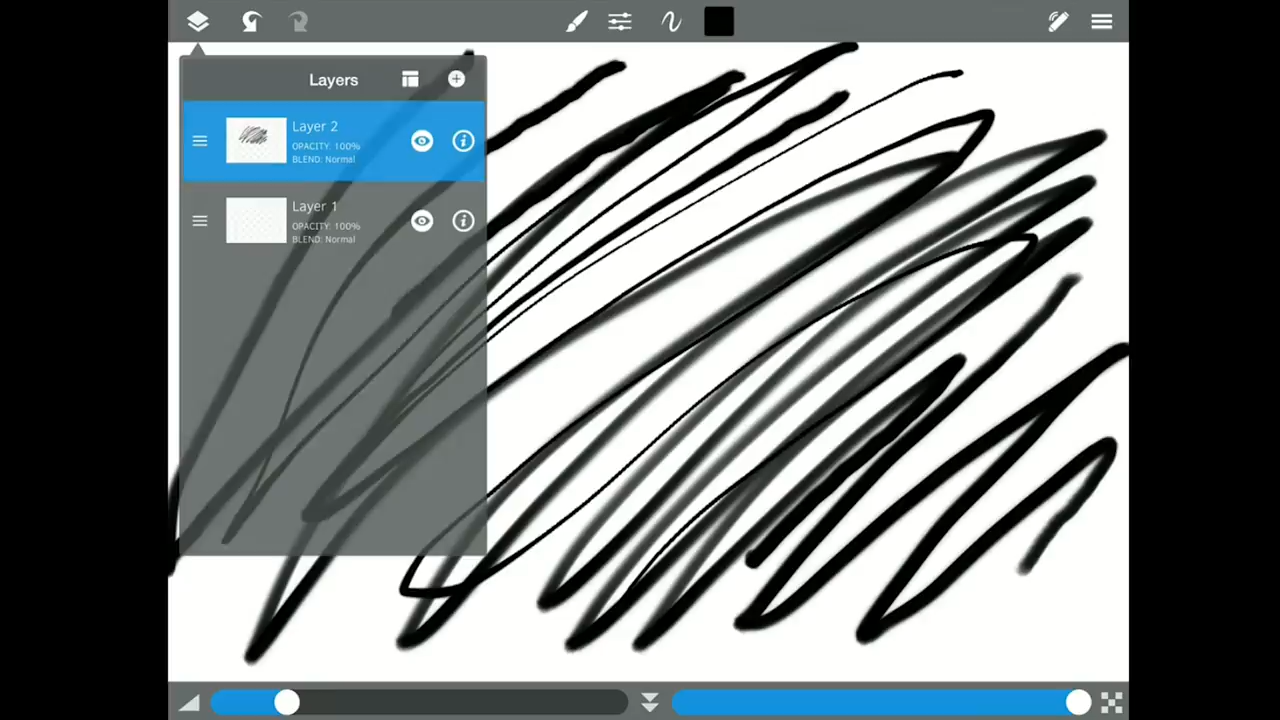 Layers
Layer 2
OPACITY: 100%
BLEND: Normal
Layer 1
OPACITY: 100%
BLEND: Normal